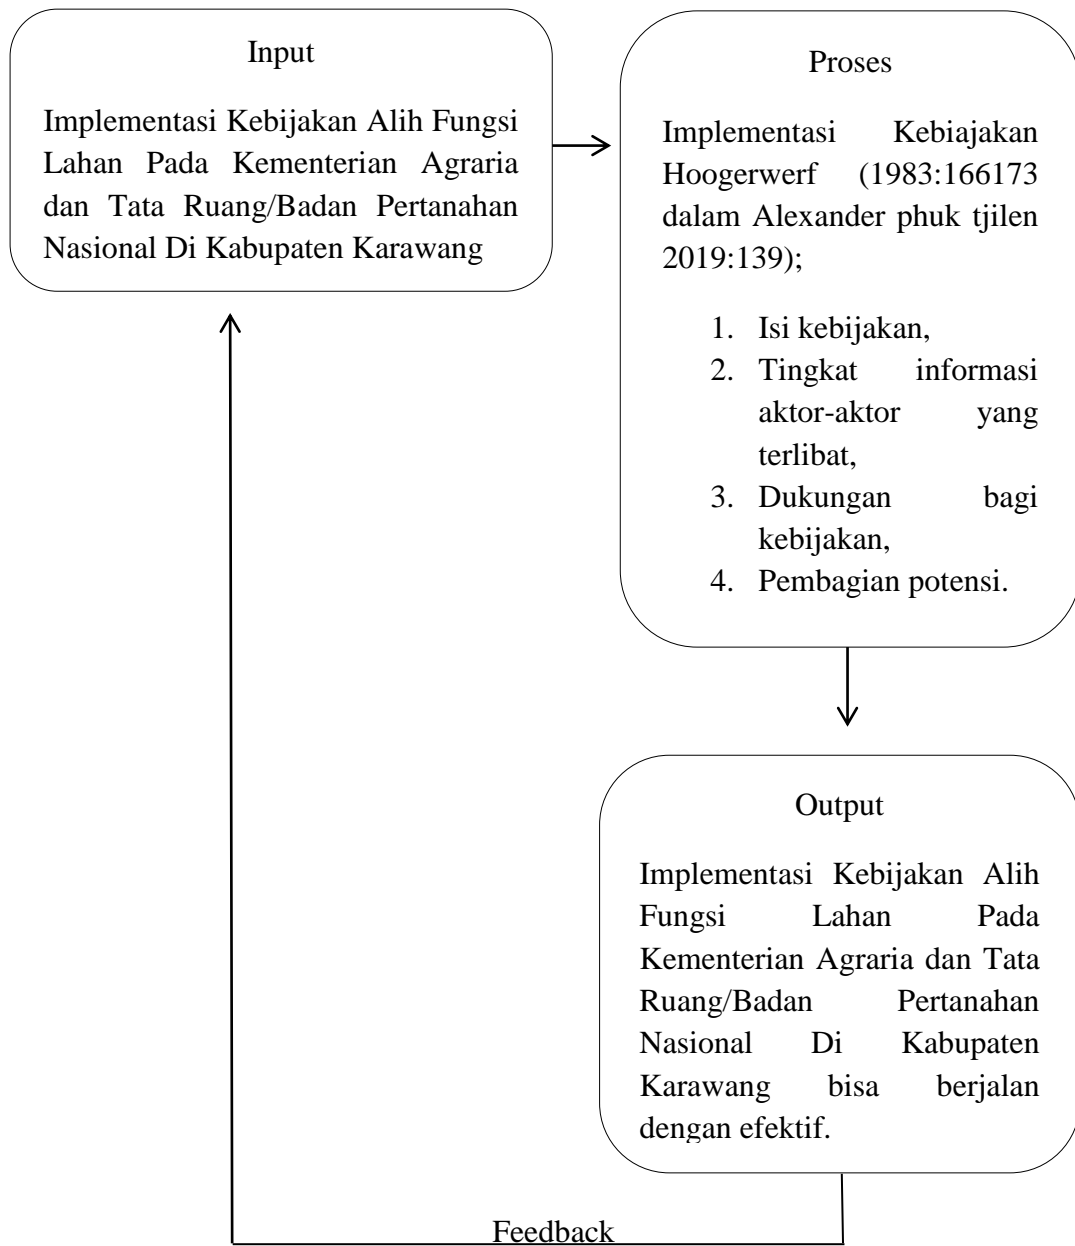 Input
Implementasi Kebijakan Alih Fungsi
Lahan Pada Kementerian Agraria
dan Tata Ruang/Badan Pertanahan
Nasional Di Kabupaten Karawang
Proses
Implementasi Kebiajakan
Hoogerwerf (1983:166173
dalam Alexander phuk tjilen
2019:139);
1. Isi kebijakan,
2. Tingkat informasi
aktor-aktor yang
terlibat,
3. Dukungan bagi
kebijakan,
4. Pembagian potensi.
Output
Implementasi Kebijakan Alih
Fungsi Lahan Pada
Kementerian Agraria dan Tata
Ruang/Badan Pertanahan
Nasional Di Kabupaten
Karawang bisa berjalan
dengan efektif.
Feedback